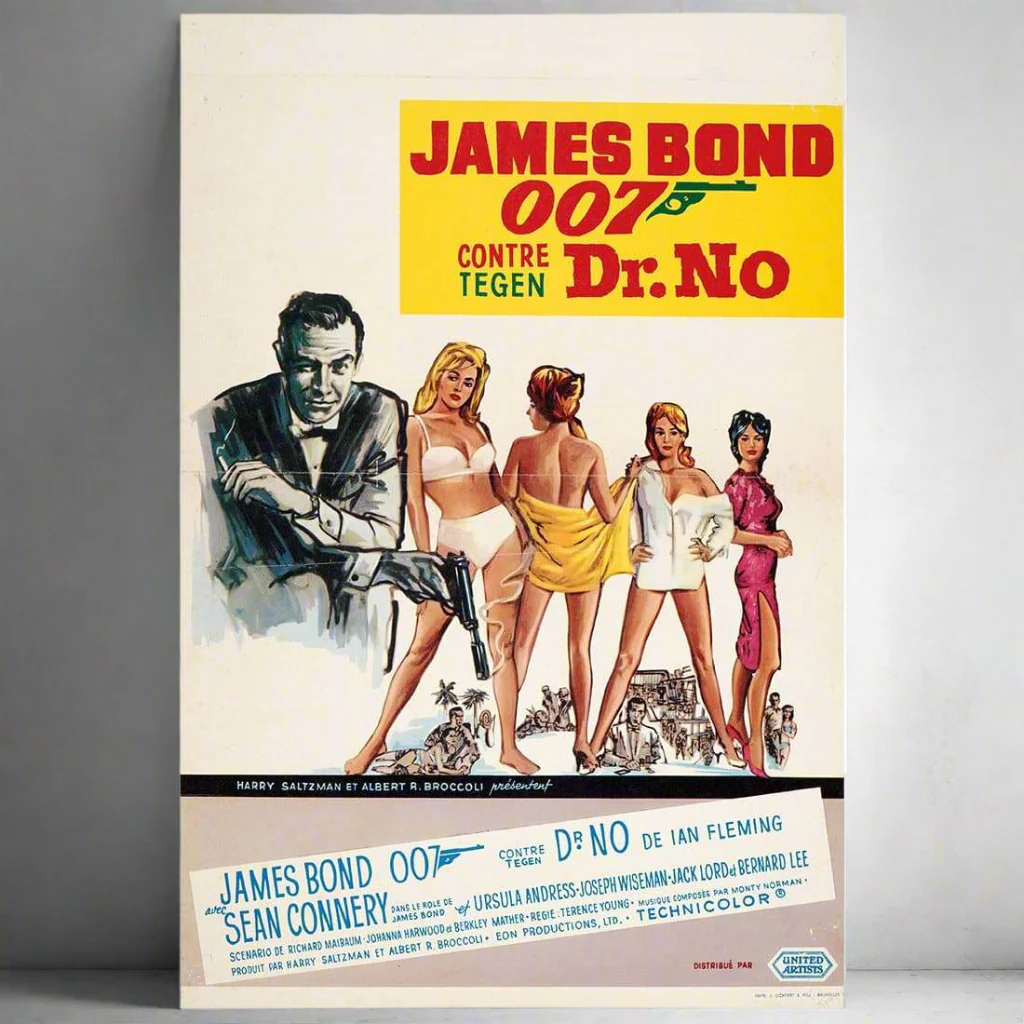 JAMES BOND
007
CONTRE
TEGEN
Dr. No
HARRY SALTZMAN ET ALBERT R. BROCCOLI présentent
JAMES BOND 007 CONTRE TEGEN DR NO DE IAN FLEMING
avec SEAN CONNERY DANS LE ROLE DE JAMES BOND et URSULA ANDRESS · JOSEPH WISEMAN · JACK LORD et BERNARD LEE
SCENARIO DE RICHARD MAIBAUM · JOHANNA HARWOOD et BERKLEY MATHER · REGIE : TERENCE YOUNG · MUSIQUE COMPOSÉE PAR MONTY NORMAN ·
PRODUIT PAR HARRY SALTZMAN ET ALBERT R. BROCCOLI · EON PRODUCTIONS, LTD. · TECHNICOLOR ®
DISTRIBUÉ PAR
UNITED
ARTISTS